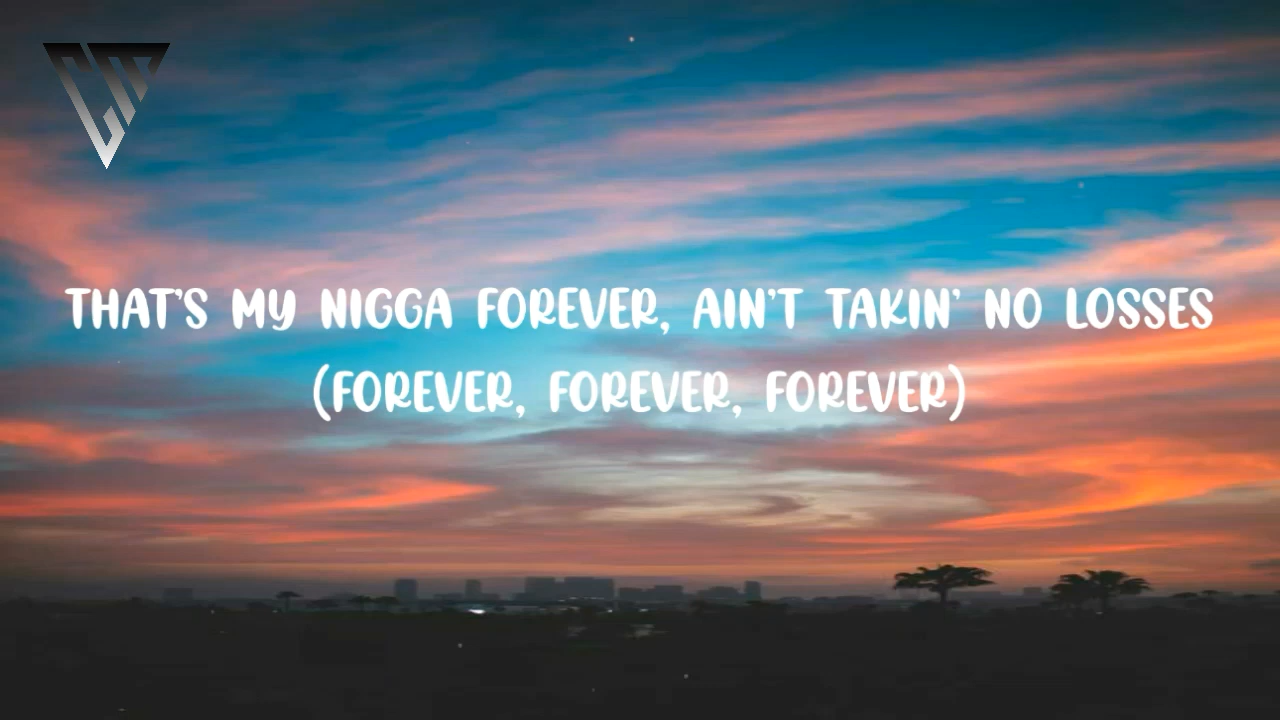 THAT'S MY NIGGA FOREVER, AIN'T TAKIN' NO LOSSES
(FOREVER, FOREVER, FOREVER)